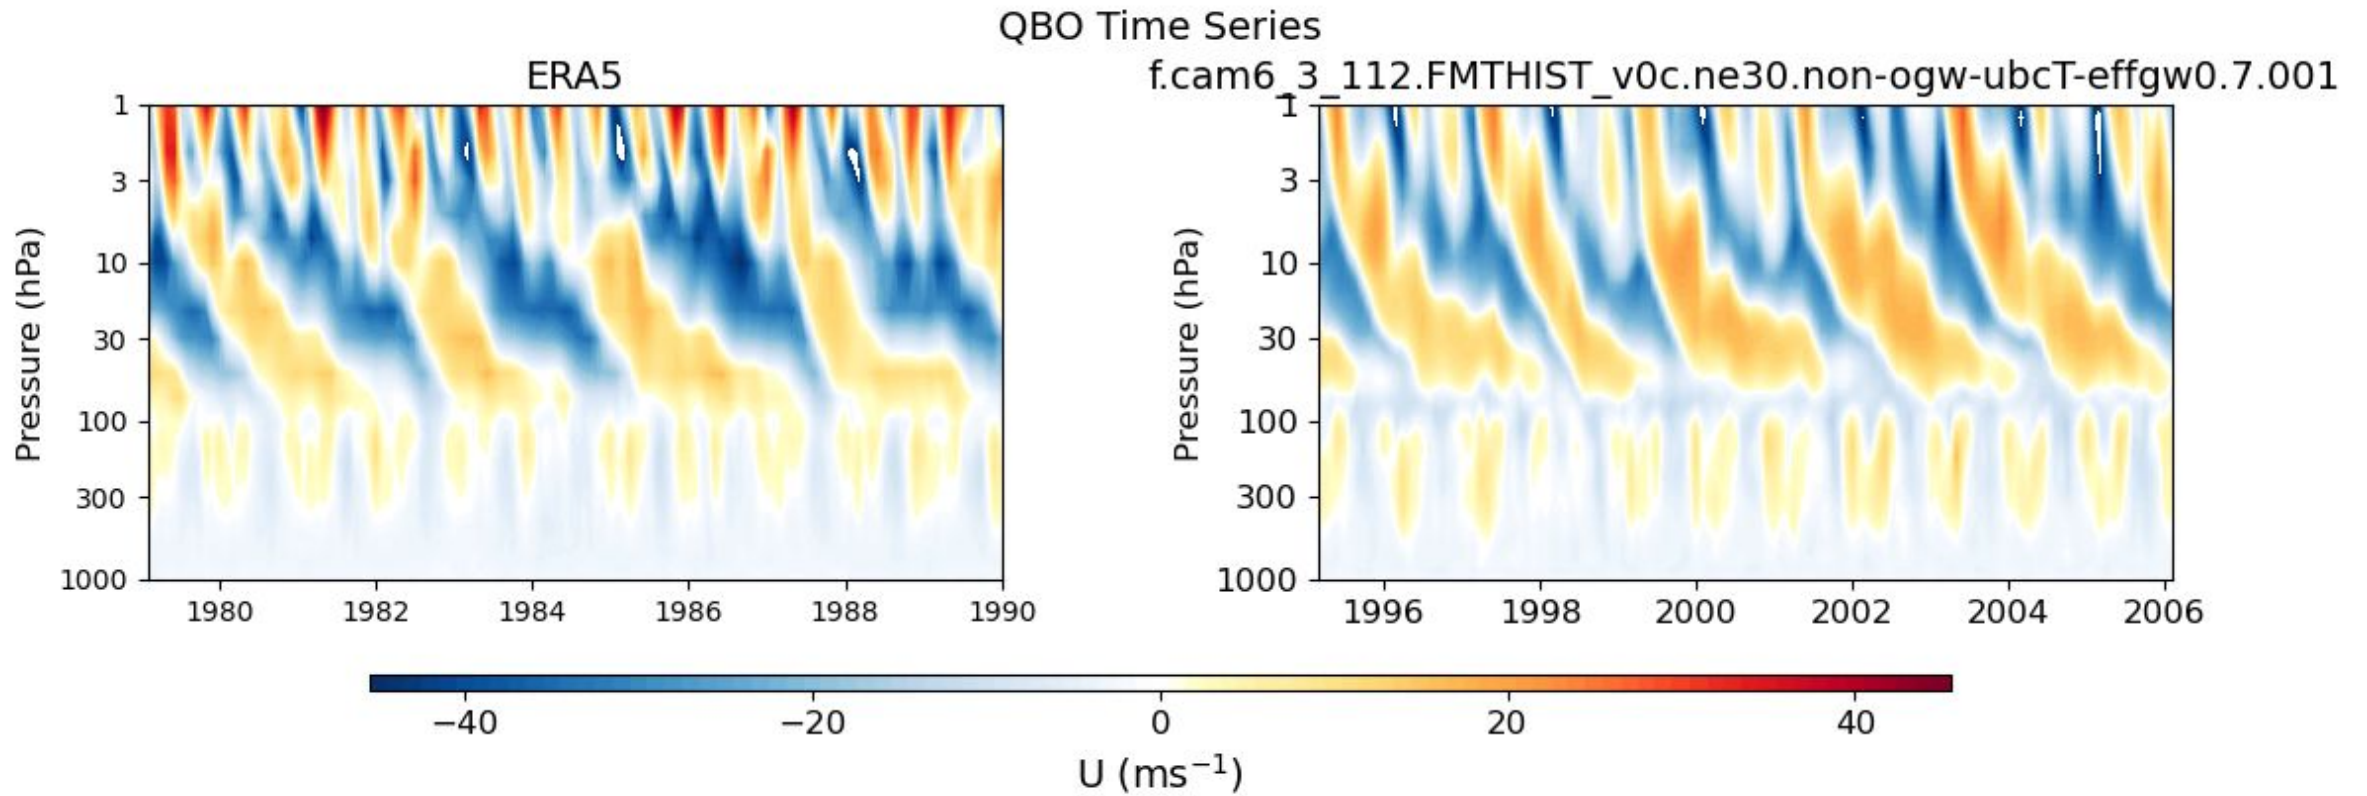 QBO Time Series
ERA5
f.cam6_3_112.FMTHIST_v0c.ne30.non-ogw-ubcT-effgw0.7.001
Pressure (hPa)
1
3
10
30
100
300
1000
1980 1982 1984 1986 1988 1990
Pressure (hPa)
1
3
10
30
100
300
1000
1996 1998 2000 2002 2004 2006
−40 −20 0 20 40
U (ms⁻¹)